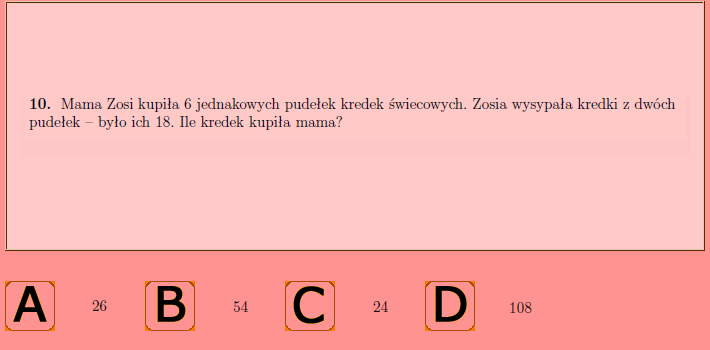 10. Mama Zosi kupiła 6 jednakowych pudełek kredek świecowych. Zosia wysypała kredki z dwóch
pudełek – było ich 18. Ile kredek kupiła mama?
A 26 B 54 C 24 D 108